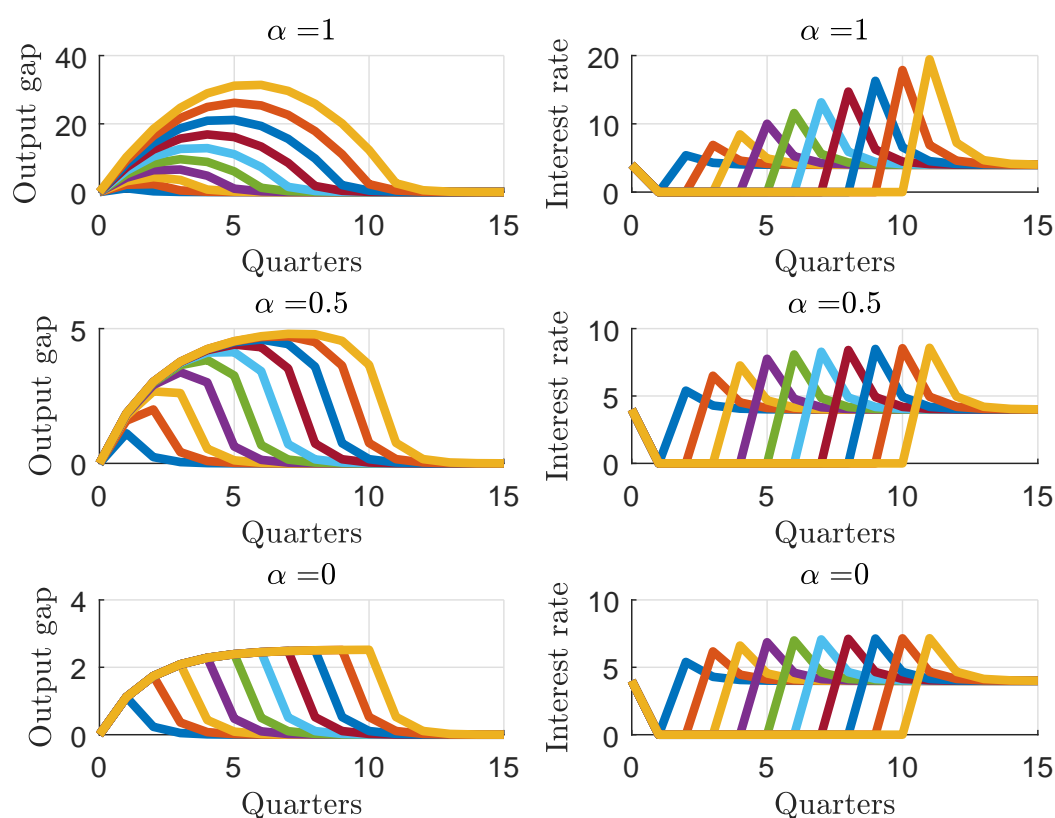 α =1
Output gap
40
20
0
0 5 10 15
Quarters
α =1
Interest rate
20
10
0
0 5 10 15
Quarters
α =0.5
Output gap
5
0
0 5 10 15
Quarters
α =0.5
Interest rate
10
5
0
0 5 10 15
Quarters
α =0
Output gap
4
2
0
0 5 10 15
Quarters
α =0
Interest rate
10
5
0
0 5 10 15
Quarters